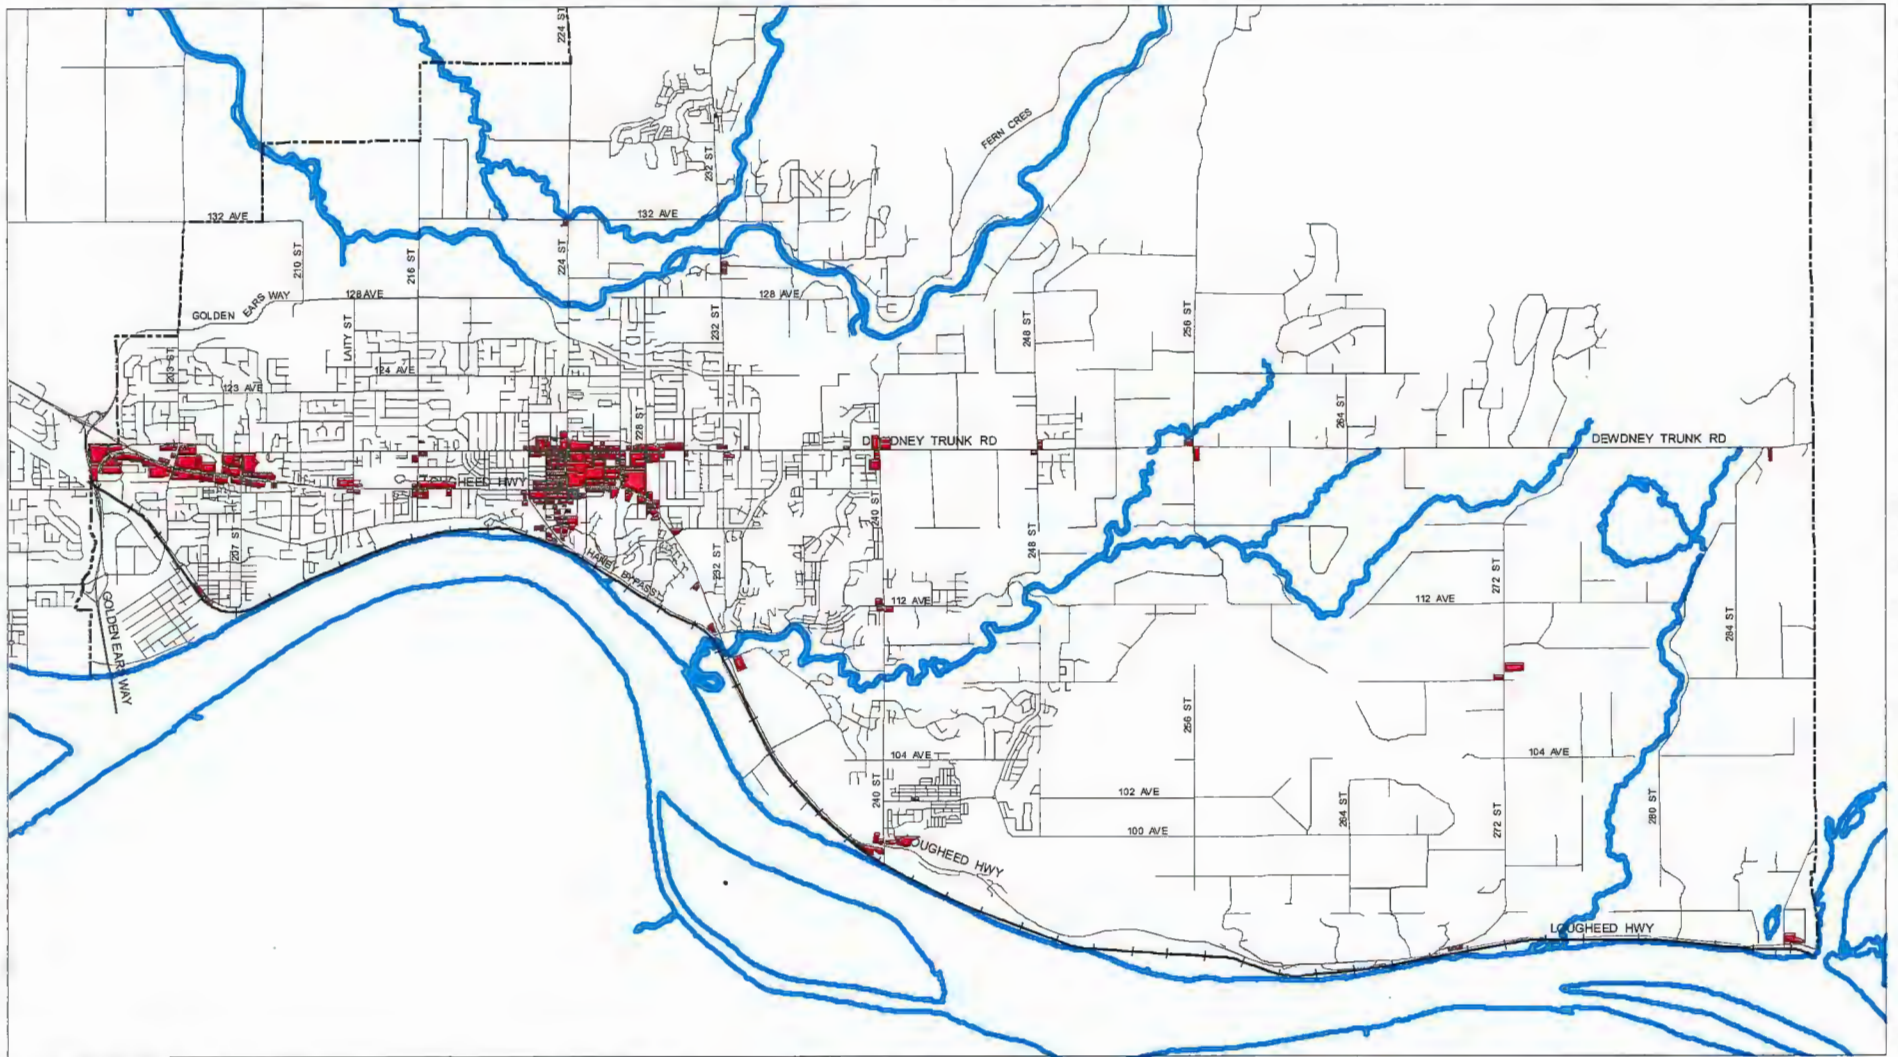 224 ST
FERN CRES
232 ST
132 AVE
132 AVE
210 ST
216 ST
224 ST
GOLDEN EARS WAY
128 AVE
128 AVE
232 ST
248 ST
256 ST
LAITY ST
203 ST
124 AVE
123 AVE
228 ST
264 ST
DEWDNEY TRUNK RD
DEWDNEY TRUNK RD
HEED HWY
240 ST
207 ST
248 ST
HANEY BYPASS
232 ST
272 ST
GOLDEN EARS WAY
112 AVE
112 AVE
284 ST
256 ST
104 AVE
104 AVE
240 ST
102 AVE
264 ST
272 ST
280 ST
100 AVE
LOUGHEED HWY
LOUGHEED HWY